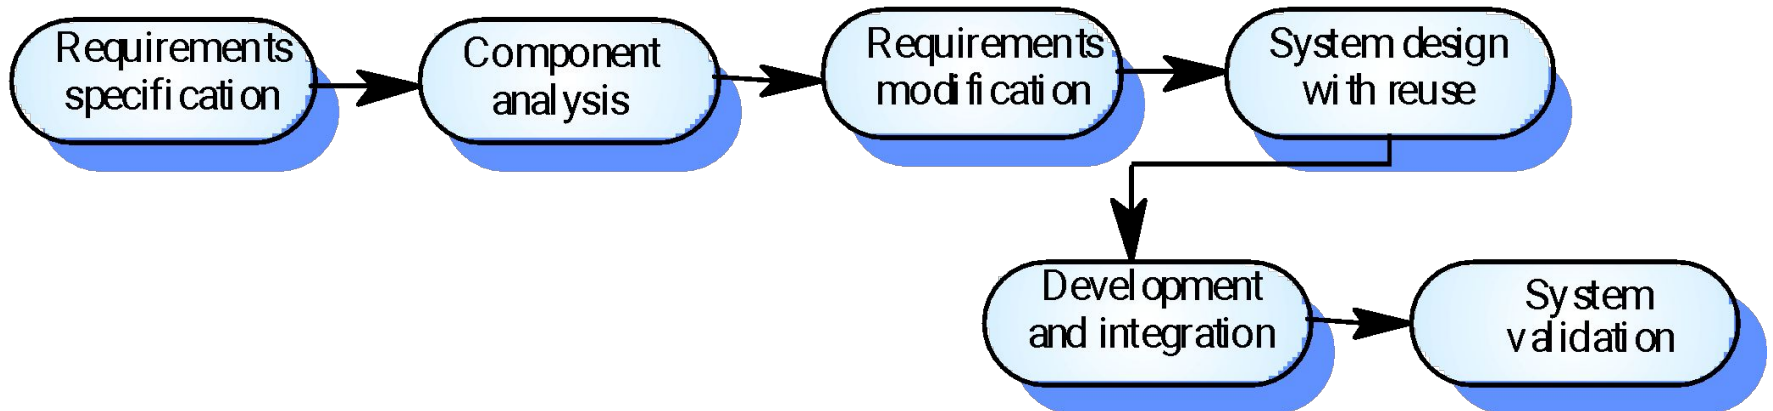 Requirements
specification
Component
analysis
Requirements
modification
System design
with reuse
Development
and integration
System
validation